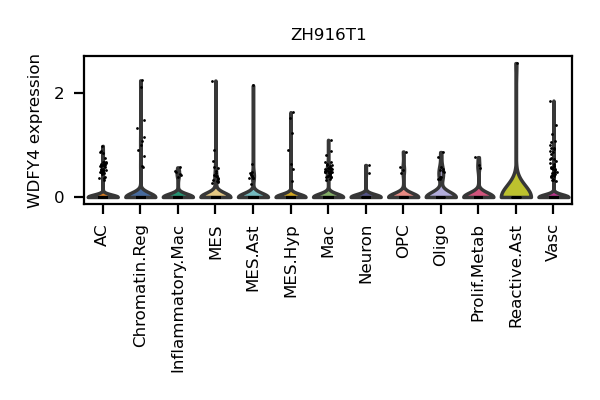 ZH916T1
WDFY4 expression
2
0
AC
Chromatin.Reg
Inflammatory.Mac
MES
MES.Ast
MES.Hyp
Mac
Neuron
OPC
Oligo
Prolif.Metab
Reactive.Ast
Vasc